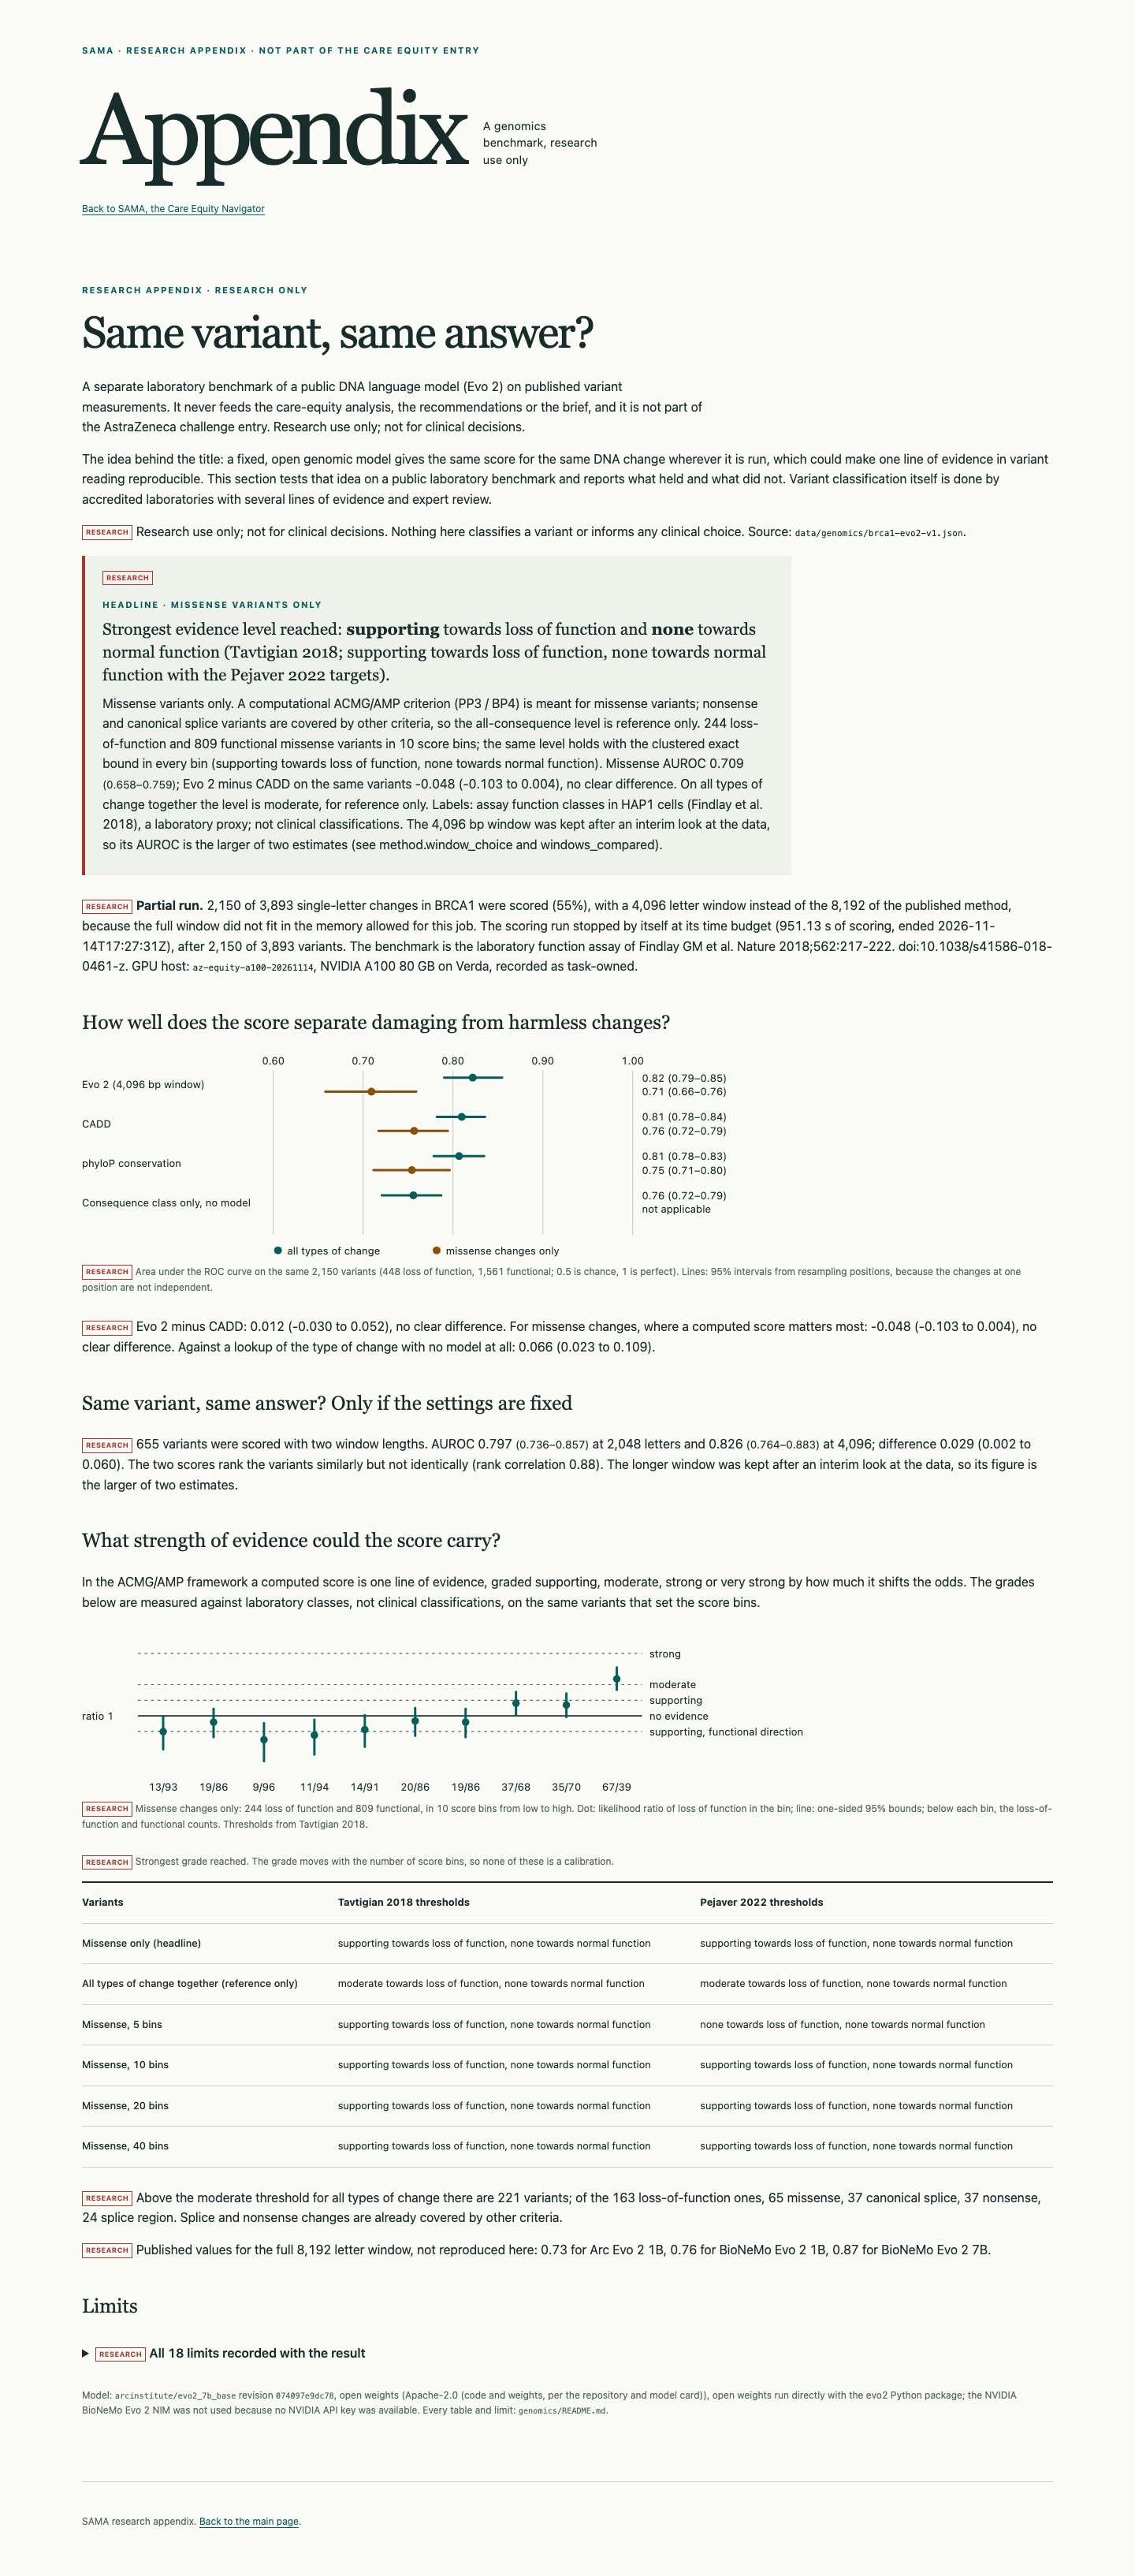 SAMA · RESEARCH APPENDIX · NOT PART OF THE CARE EQUITY ENTRY
Appendix
A genomics
benchmark, research
use only
Back to SAMA, the Care Equity Navigator
RESEARCH APPENDIX · RESEARCH ONLY
Same variant, same answer?
A separate laboratory benchmark of a public DNA language model (Evo 2) on published variant
measurements. It never feeds the care-equity analysis, the recommendations or the brief, and it is not part of
the AstraZeneca challenge entry. Research use only; not for clinical decisions.
The idea behind the title: a fixed, open genomic model gives the same score for the same DNA change wherever it is run, which could make one line of evidence in variant
reading reproducible. This section tests that idea on a public laboratory benchmark and reports what held and what did not. Variant classification itself is done by
accredited laboratories with several lines of evidence and expert review.
RESEARCH Research use only; not for clinical decisions. Nothing here classifies a variant or informs any clinical choice. Source: data/genomics/brca1-evo2-v1.json.
RESEARCH
HEADLINE · MISSENSE VARIANTS ONLY
Strongest evidence level reached: supporting towards loss of function and none towards
normal function (Tavtigian 2018; supporting towards loss of function, none towards normal
function with the Pejaver 2022 targets).
Missense variants only. A computational ACMG/AMP criterion (PP3 / BP4) is meant for missense variants; nonsense
and canonical splice variants are covered by other criteria, so the all-consequence level is reference only. 244 loss-
of-function and 809 functional missense variants in 10 score bins; the same level holds with the clustered exact
bound in every bin (supporting towards loss of function, none towards normal function). Missense AUROC 0.709
(0.658–0.759); Evo 2 minus CADD on the same variants -0.048 (-0.103 to 0.004), no clear difference. On all types of
change together the level is moderate, for reference only. Labels: assay function classes in HAP1 cells (Findlay et al.
2018), a laboratory proxy; not clinical classifications. The 4,096 bp window was kept after an interim look at the data,
so its AUROC is the larger of two estimates (see method.window_choice and windows_compared).
RESEARCH Partial run. 2,150 of 3,893 single-letter changes in BRCA1 were scored (55%), with a 4,096 letter window instead of the 8,192 of the published method,
because the full window did not fit in the memory allowed for this job. The scoring run stopped by itself at its time budget (951.13 s of scoring, ended 2026-11-
14T17:27:31Z), after 2,150 of 3,893 variants. The benchmark is the laboratory function assay of Findlay GM et al. Nature 2018;562:217-222. doi:10.1038/s41586-018-
0461-z. GPU host: az-equity-a100-20261114, NVIDIA A100 80 GB on Verda, recorded as task-owned.
How well does the score separate damaging from harmless changes?
0.60 0.70 0.80 0.90 1.00
Evo 2 (4,096 bp window) 0.82 (0.79–0.85)
0.71 (0.66–0.76)
CADD 0.81 (0.78–0.84)
0.76 (0.72–0.79)
phyloP conservation 0.81 (0.78–0.83)
0.75 (0.71–0.80)
Consequence class only, no model 0.76 (0.72–0.79)
not applicable
all types of change missense changes only
RESEARCH Area under the ROC curve on the same 2,150 variants (448 loss of function, 1,561 functional; 0.5 is chance, 1 is perfect). Lines: 95% intervals from resampling positions, because the changes at one
position are not independent.
RESEARCH Evo 2 minus CADD: 0.012 (-0.030 to 0.052), no clear difference. For missense changes, where a computed score matters most: -0.048 (-0.103 to 0.004), no
clear difference. Against a lookup of the type of change with no model at all: 0.066 (0.023 to 0.109).
Same variant, same answer? Only if the settings are fixed
RESEARCH 655 variants were scored with two window lengths. AUROC 0.797 (0.736–0.857) at 2,048 letters and 0.826 (0.764–0.883) at 4,096; difference 0.029 (0.002 to
0.060). The two scores rank the variants similarly but not identically (rank correlation 0.88). The longer window was kept after an interim look at the data, so its figure is
the larger of two estimates.
What strength of evidence could the score carry?
In the ACMG/AMP framework a computed score is one line of evidence, graded supporting, moderate, strong or very strong by how much it shifts the odds. The grades
below are measured against laboratory classes, not clinical classifications, on the same variants that set the score bins.
strong
moderate
supporting
ratio 1 no evidence
supporting, functional direction
13/93 19/86 9/96 11/94 14/91 20/86 19/86 37/68 35/70 67/39
RESEARCH Missense changes only: 244 loss of function and 809 functional, in 10 score bins from low to high. Dot: likelihood ratio of loss of function in the bin; line: one-sided 95% bounds; below each bin, the loss-of-
function and functional counts. Thresholds from Tavtigian 2018.
RESEARCH Strongest grade reached. The grade moves with the number of score bins, so none of these is a calibration.
Variants Tavtigian 2018 thresholds Pejaver 2022 thresholds
Missense only (headline) supporting towards loss of function, none towards normal function supporting towards loss of function, none towards normal function
All types of change together (reference only) moderate towards loss of function, none towards normal function moderate towards loss of function, none towards normal function
Missense, 5 bins supporting towards loss of function, none towards normal function none towards loss of function, none towards normal function
Missense, 10 bins supporting towards loss of function, none towards normal function supporting towards loss of function, none towards normal function
Missense, 20 bins supporting towards loss of function, none towards normal function supporting towards loss of function, none towards normal function
Missense, 40 bins supporting towards loss of function, none towards normal function supporting towards loss of function, none towards normal function
RESEARCH Above the moderate threshold for all types of change there are 221 variants; of the 163 loss-of-function ones, 65 missense, 37 canonical splice, 37 nonsense,
24 splice region. Splice and nonsense changes are already covered by other criteria.
RESEARCH Published values for the full 8,192 letter window, not reproduced here: 0.73 for Arc Evo 2 1B, 0.76 for BioNeMo Evo 2 1B, 0.87 for BioNeMo Evo 2 7B.
Limits
RESEARCH All 18 limits recorded with the result
Model: arcinstitute/evo2_7b_base revision 074097e9dc78, open weights (Apache-2.0 (code and weights, per the repository and model card)), open weights run directly with the evo2 Python package; the NVIDIA
BioNeMo Evo 2 NIM was not used because no NVIDIA API key was available. Every table and limit: genomics/README.md.
SAMA research appendix. Back to the main page.